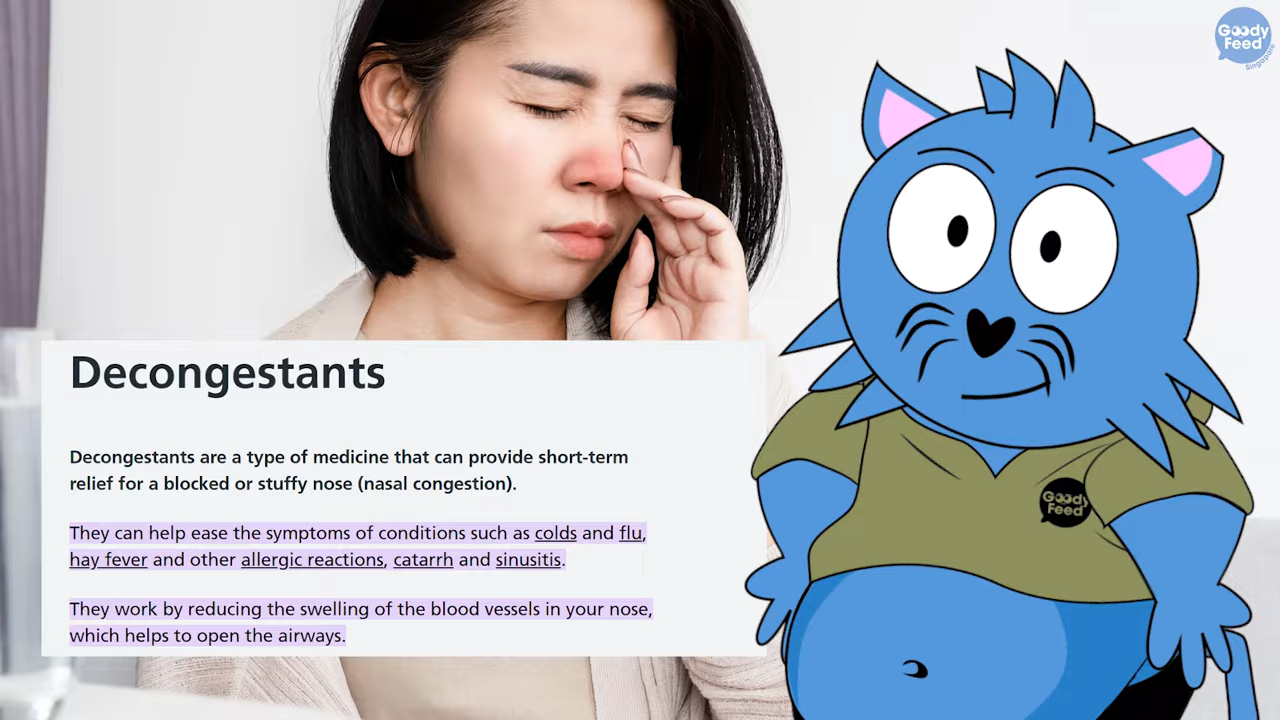 Goody
Feed
Singapore
Decongestants
Decongestants are a type of medicine that can provide short-term
relief for a blocked or stuffy nose (nasal congestion).
They can help ease the symptoms of conditions such as colds and flu,
hay fever and other allergic reactions, catarrh and sinusitis.
They work by reducing the swelling of the blood vessels in your nose,
which helps to open the airways.
Goody
Feed